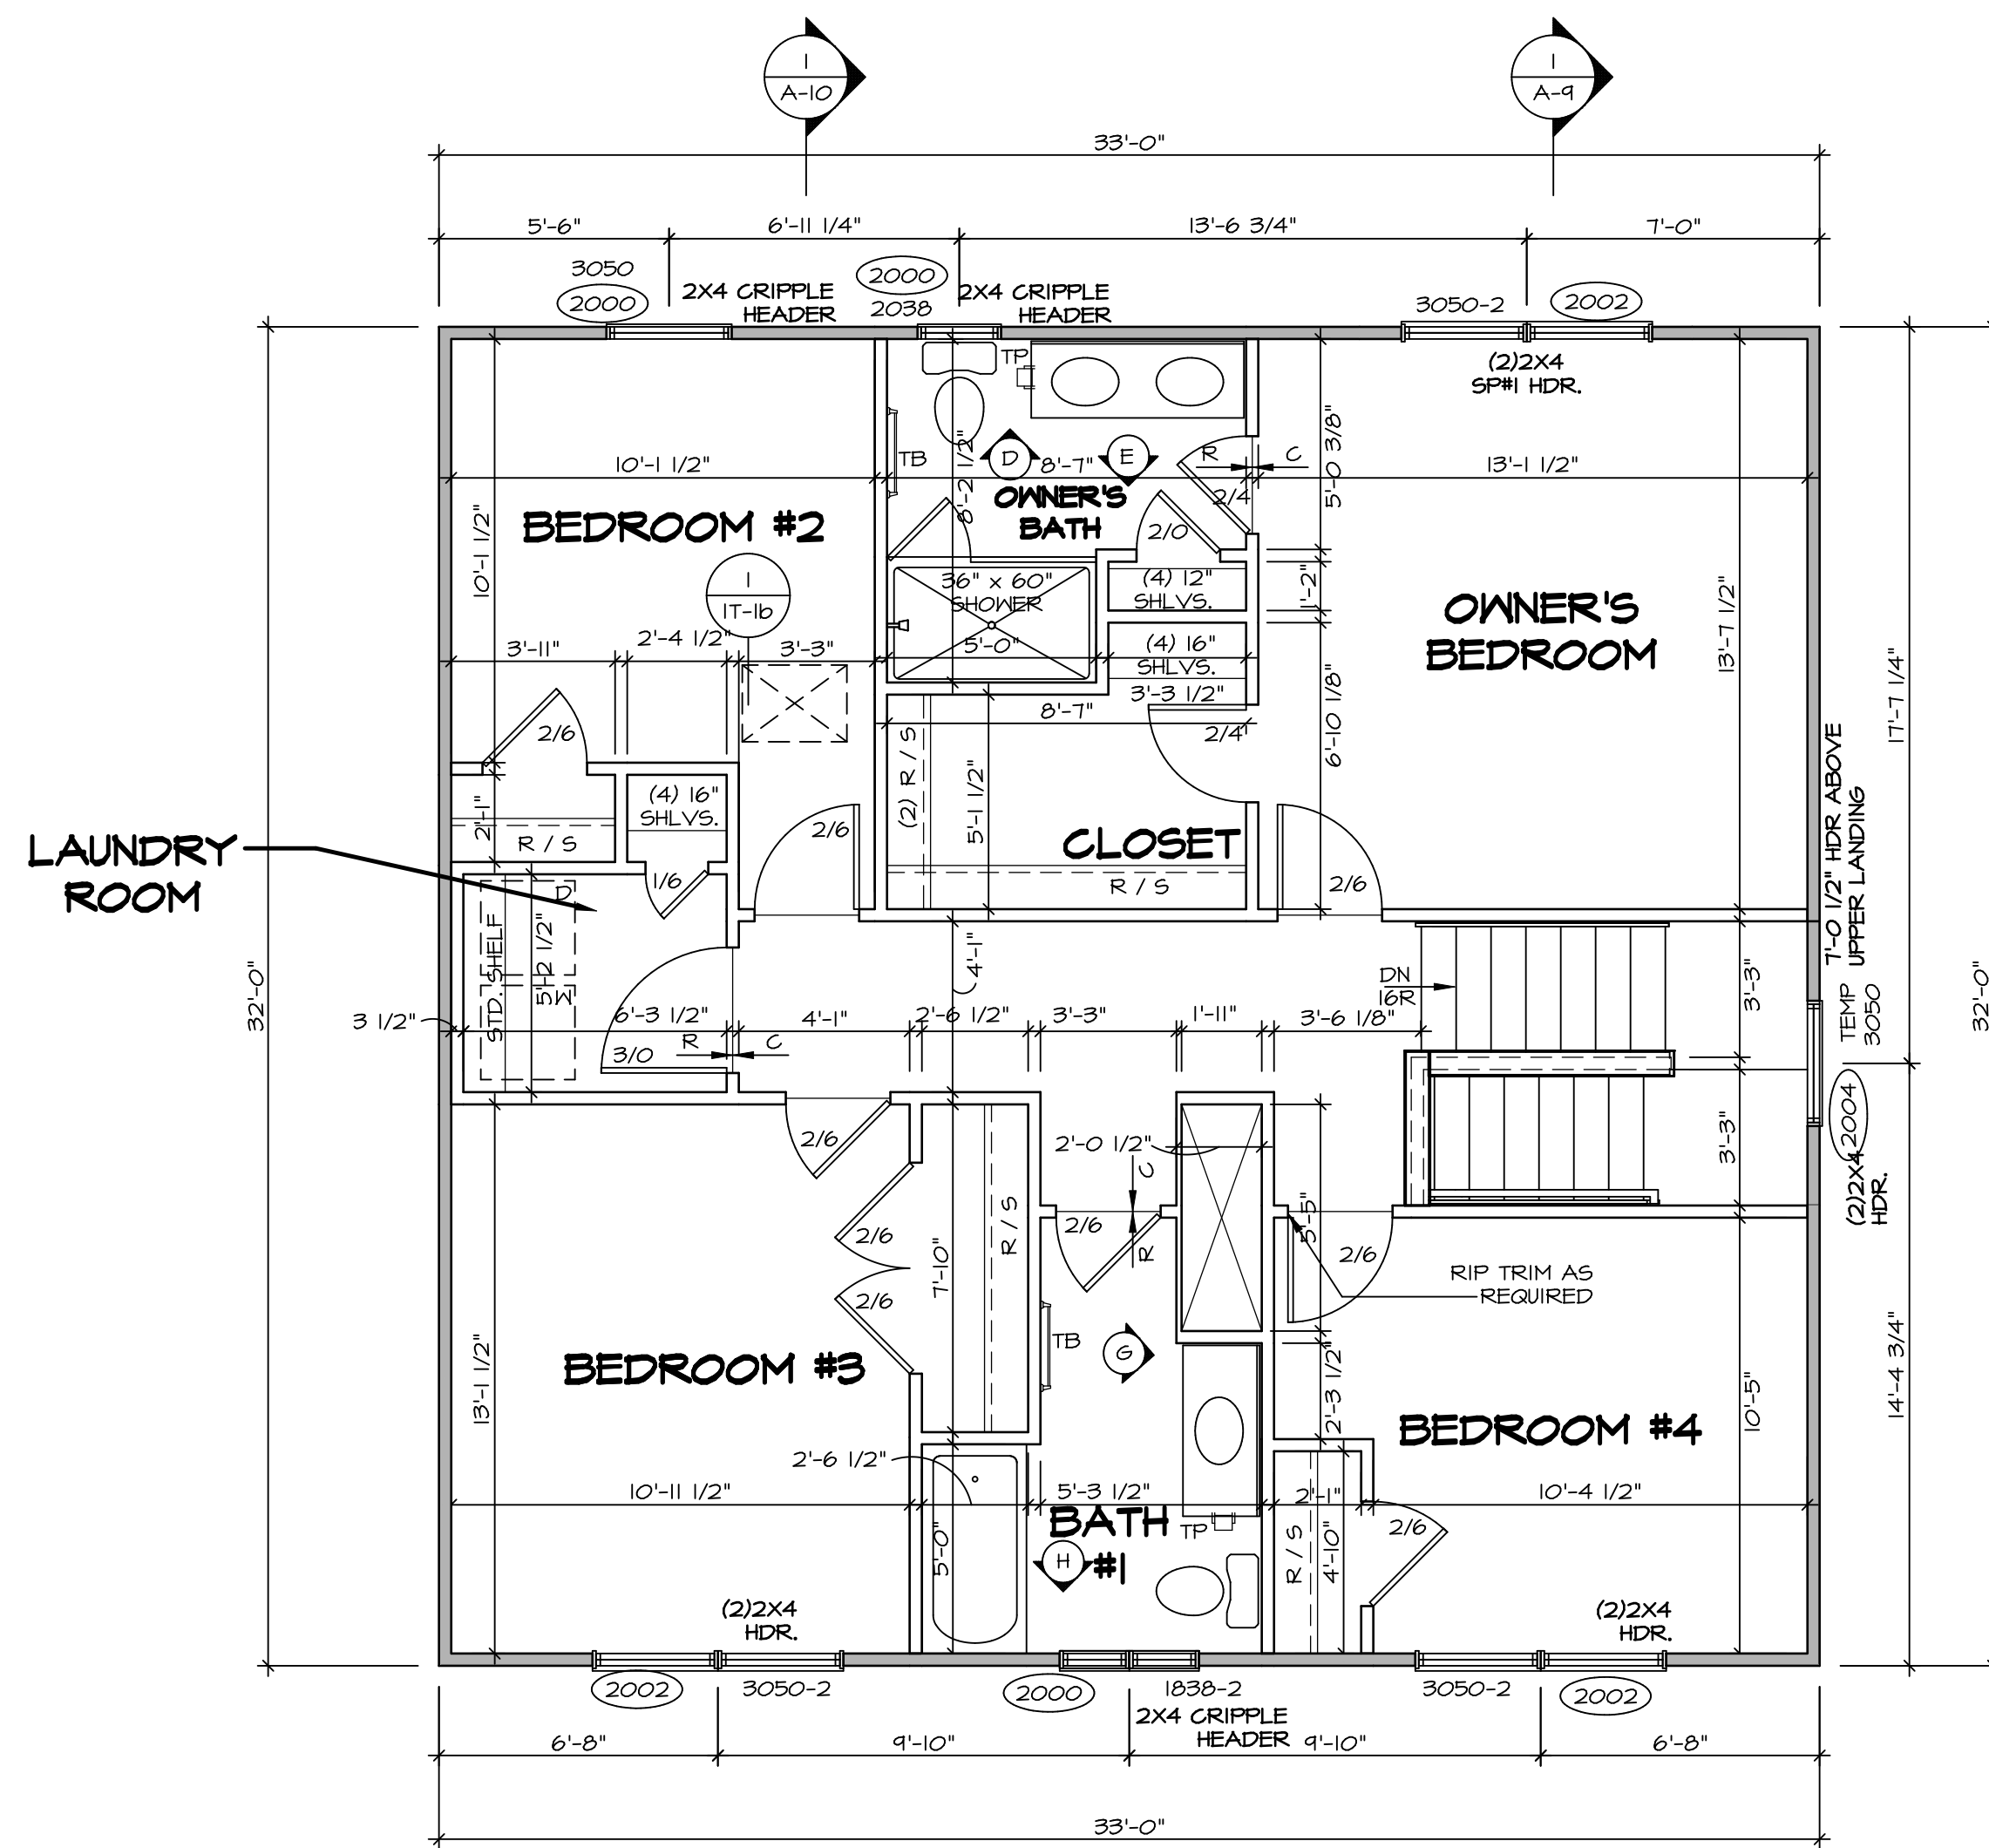 1
A-10
1
A-9
33'-0"
5'-6"
6'-11 1/4"
13'-6 3/4"
7'-0"
3050
2000
2X4 CRIPPLE
HEADER
2000
2038
2X4 CRIPPLE
HEADER
3050-2
2002
(2)2X4
SP#1 HDR.
TP
TB
D
E
R
C
10'-1 1/2"
8'-2 1/2"
8'-7"
5'-0 3/8"
13'-1 1/2"
2/4
OWNER'S
BATH
2/0
BEDROOM #2
10'-1 1/2"
1
1T-1b
36" x 60"
SHOWER
5'-0"
(4) 12"
SHLVS.
1'-2"
(4) 16"
SHLVS.
3'-3 1/2"
OWNER'S
BEDROOM
13'-7 1/2"
17'-7 1/4"
3'-11"
2'-4 1/2"
3'-3"
8'-7"
2/4
6'-10 1/8"
2/6
(2) R / S
5'-1 1/2"
2'-1"
R / S
(4) 16"
SHLVS.
2/6
CLOSET
R / S
2/6
7'-0 1/2" HDR ABOVE
UPPER LANDING
LAUNDRY
ROOM
1/6
D
STD. SHELF
5'-2 1/2"
W
4'-1"
32'-0"
3 1/2"
6'-3 1/2"
3/0
R
C
4'-1"
2'-6 1/2"
3'-3"
1'-11"
3'-6 1/8"
DN
16R
3'-3"
TEMP
3050
32'-0"
3'-3"
2004
(2)2X4
HDR.
2/6
2'-0 1/2"
C
R
2/6
2/6
R / S
7'-10"
2/6
5'-5"
2/6
RIP TRIM AS
REQUIRED
2/6
TB
G
BEDROOM #3
13'-1 1/2"
2'-3 1/2"
BEDROOM #4
10'-5"
14'-4 3/4"
2'-6 1/2"
10'-11 1/2"
5'-3 1/2"
2'-1"
10'-4 1/2"
BATH
#1
TP
H
5'-0"
R / S
4'-10"
2/6
(2)2X4
HDR.
(2)2X4
HDR.
2002
3050-2
2000
1838-2
2X4 CRIPPLE
HEADER
3050-2
2002
6'-8"
9'-10"
9'-10"
6'-8"
33'-0"